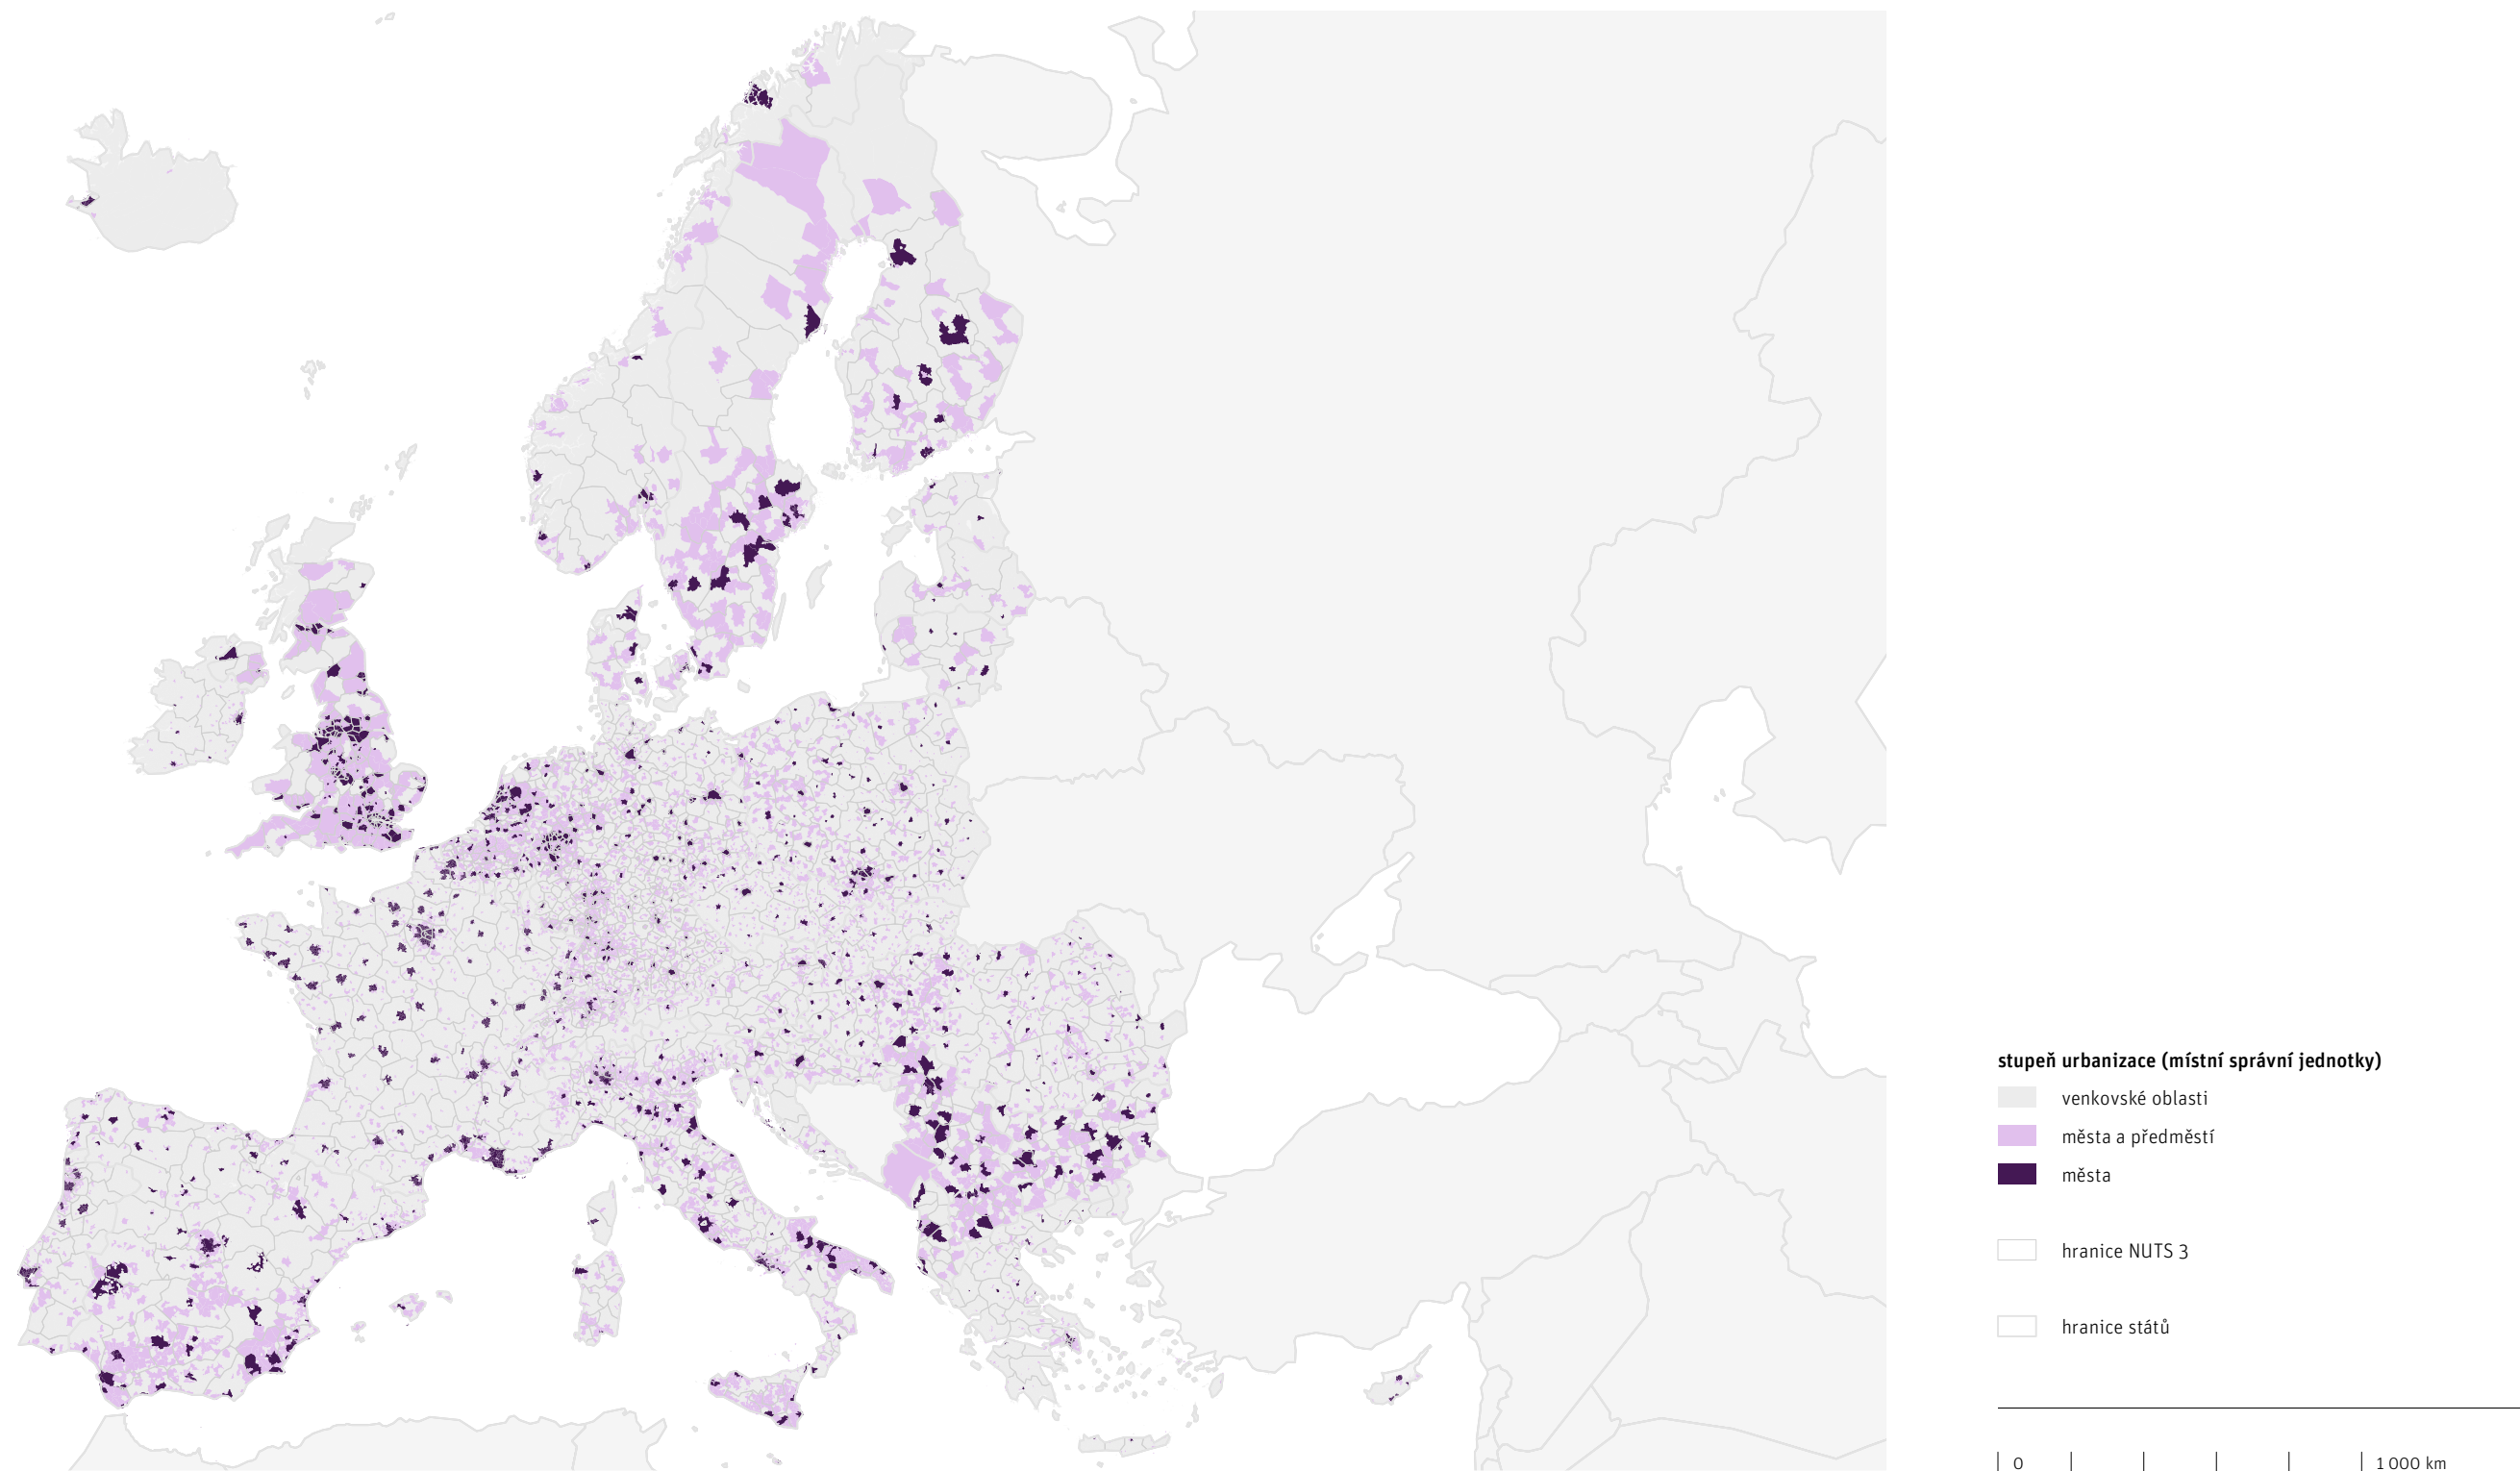 stupeň urbanizace (místní správní jednotky)
venkovské oblasti
města a předměstí
města
hranice NUTS 3
hranice států
0 1 000 km